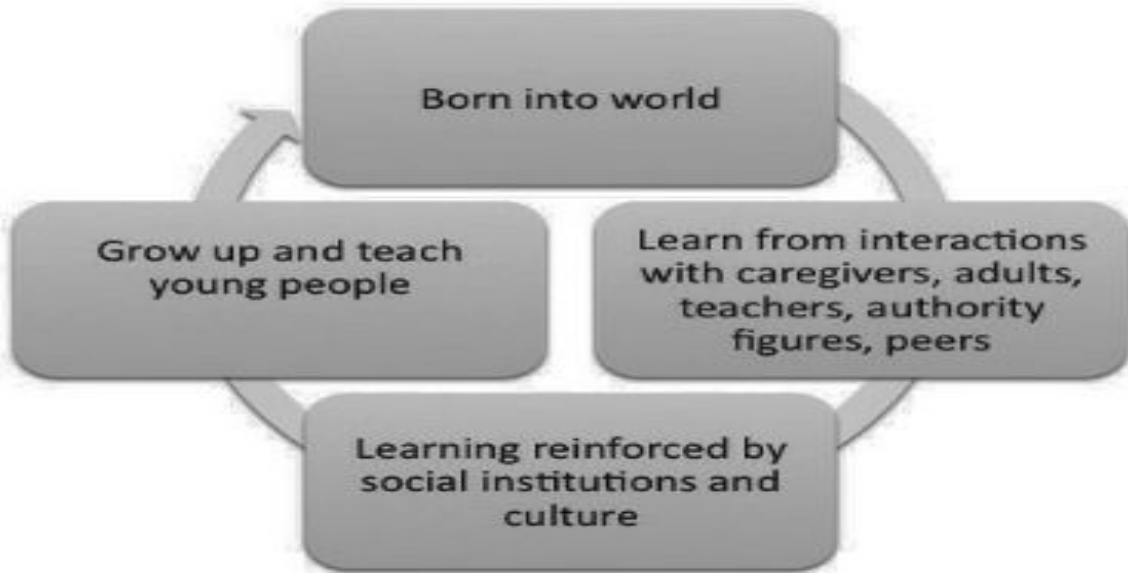 Born into world
Learn from interactions
with caregivers, adults,
teachers, authority
figures, peers
Learning reinforced by
social institutions and
culture
Grow up and teach
young people